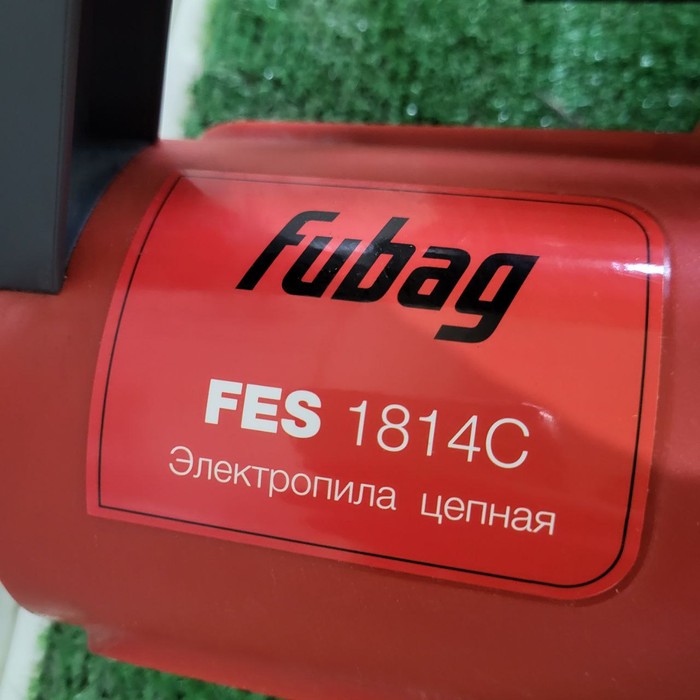 fubag
FES 1814C
Электропила цепная